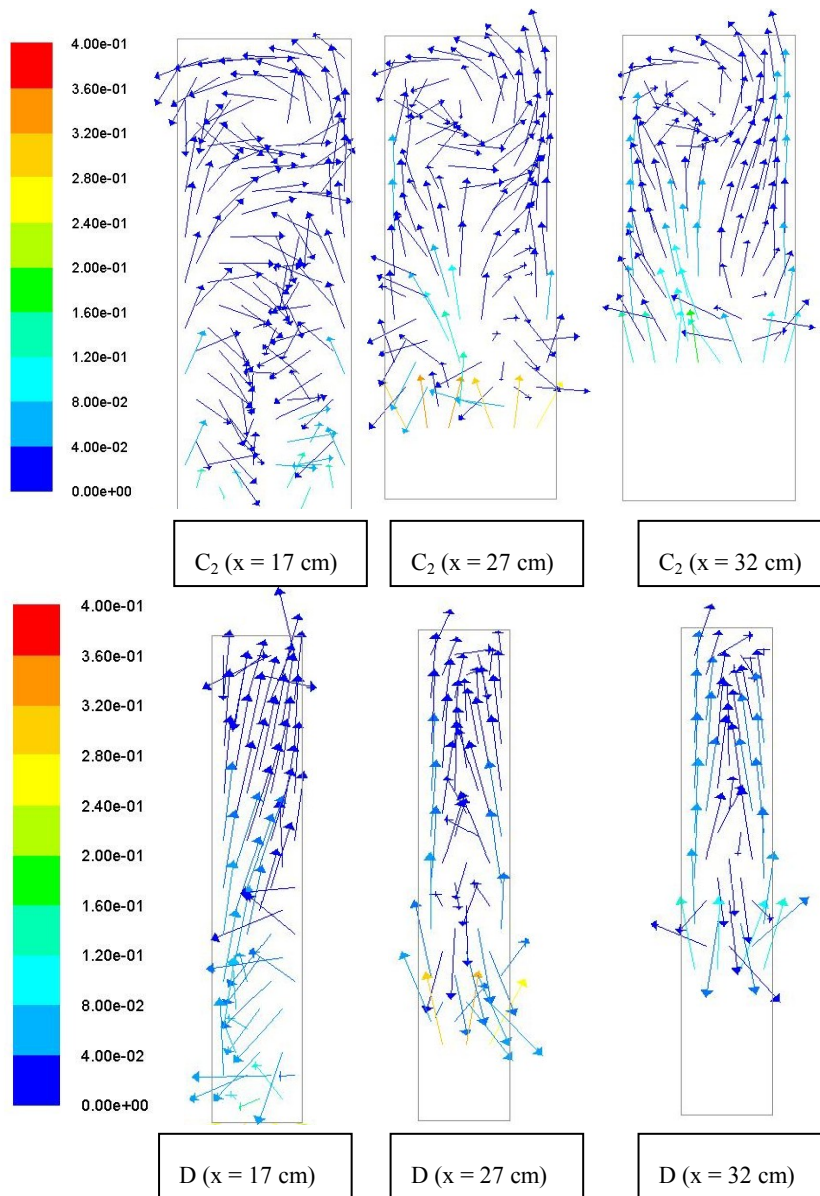 4.00e-01
3.60e-01
3.20e-01
2.80e-01
2.40e-01
2.00e-01
1.60e-01
1.20e-01
8.00e-02
4.00e-02
0.00e+00
C₂ (x = 17 cm)
C₂ (x = 27 cm)
C₂ (x = 32 cm)
4.00e-01
3.60e-01
3.20e-01
2.80e-01
2.40e-01
2.00e-01
1.60e-01
1.20e-01
8.00e-02
4.00e-02
0.00e+00
D (x = 17 cm)
D (x = 27 cm)
D (x = 32 cm)